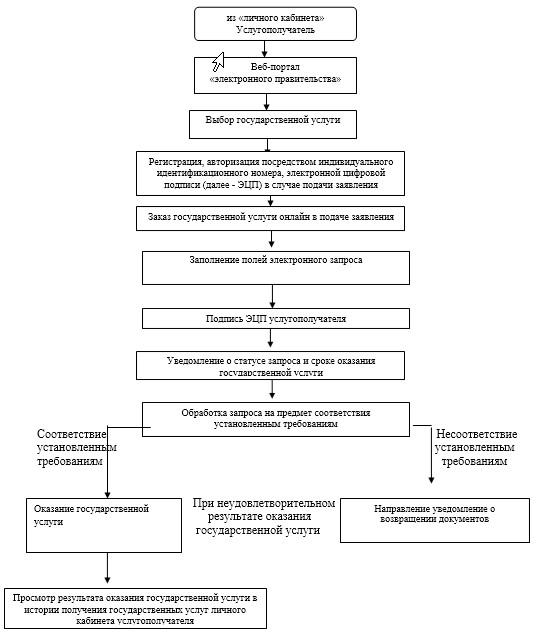 из «личного кабинета»
Услугополучатель
Веб-портал
«электронного правительства»
Выбор государственной услуги
Регистрация, авторизация посредством индивидуального
идентификационного номера, электронной цифровой
подписи (далее - ЭЦП) в случае подачи заявления
Заказ государственной услуги онлайн в подаче заявления
Заполнение полей электронного запроса
Подпись ЭЦП услугополучателя
Уведомление о статусе запроса и сроке оказания
государственной услуги
Обработка запроса на предмет соответствия
установленным требованиям
Соответствие
установленным
требованиям
Несоответствие
установленным
требованиям
Оказание государственной
услуги
При неудовлетворительном
результате оказания
государственной услуги
Направление уведомление о
возвращении документов
Просмотр результата оказания государственной услуги в
истории получения государственных услуг личного
кабинета услугополучателя